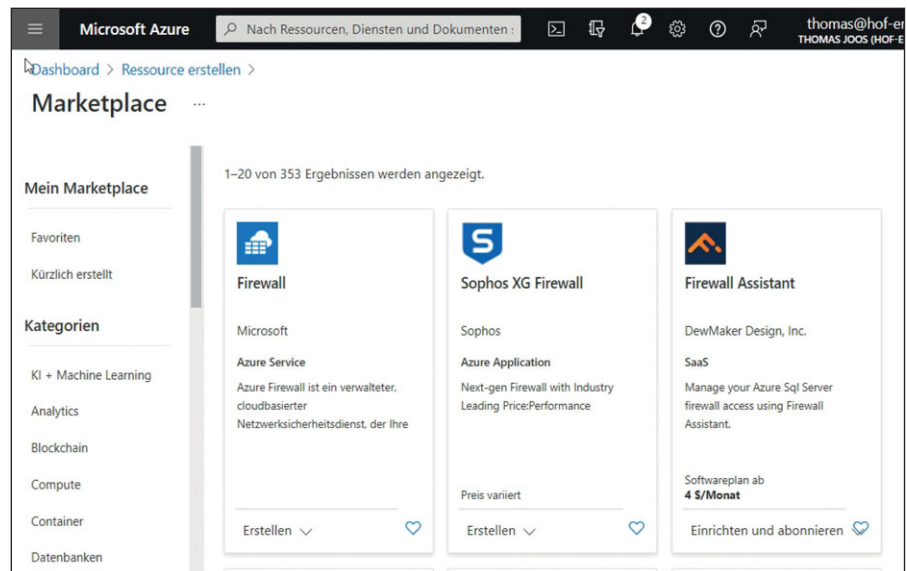 Microsoft Azure
Nach Ressourcen, Diensten und Dokumenten
2
thomas@hof-er
THOMAS JOOS (HOF-E
Dashboard > Ressource erstellen >
Marketplace ...
Mein Marketplace
Favoriten
Kürzlich erstellt
Kategorien
KI + Machine Learning
Analytics
Blockchain
Compute
Container
Datenbanken
1–20 von 353 Ergebnissen werden angezeigt.
Firewall
Microsoft
Azure Service
Azure Firewall ist ein verwalteter,
cloudbasierter
Netzwerksicherheitsdienst, der Ihre
Erstellen
S
Sophos XG Firewall
Sophos
Azure Application
Next-gen Firewall with Industry
Leading Price:Performance
Preis variiert
Erstellen
Firewall Assistant
DewMaker Design, Inc.
SaaS
Manage your Azure Sql Server
firewall access using Firewall
Assistant.
Softwareplan ab
4 $/Monat
Einrichten und abonnieren